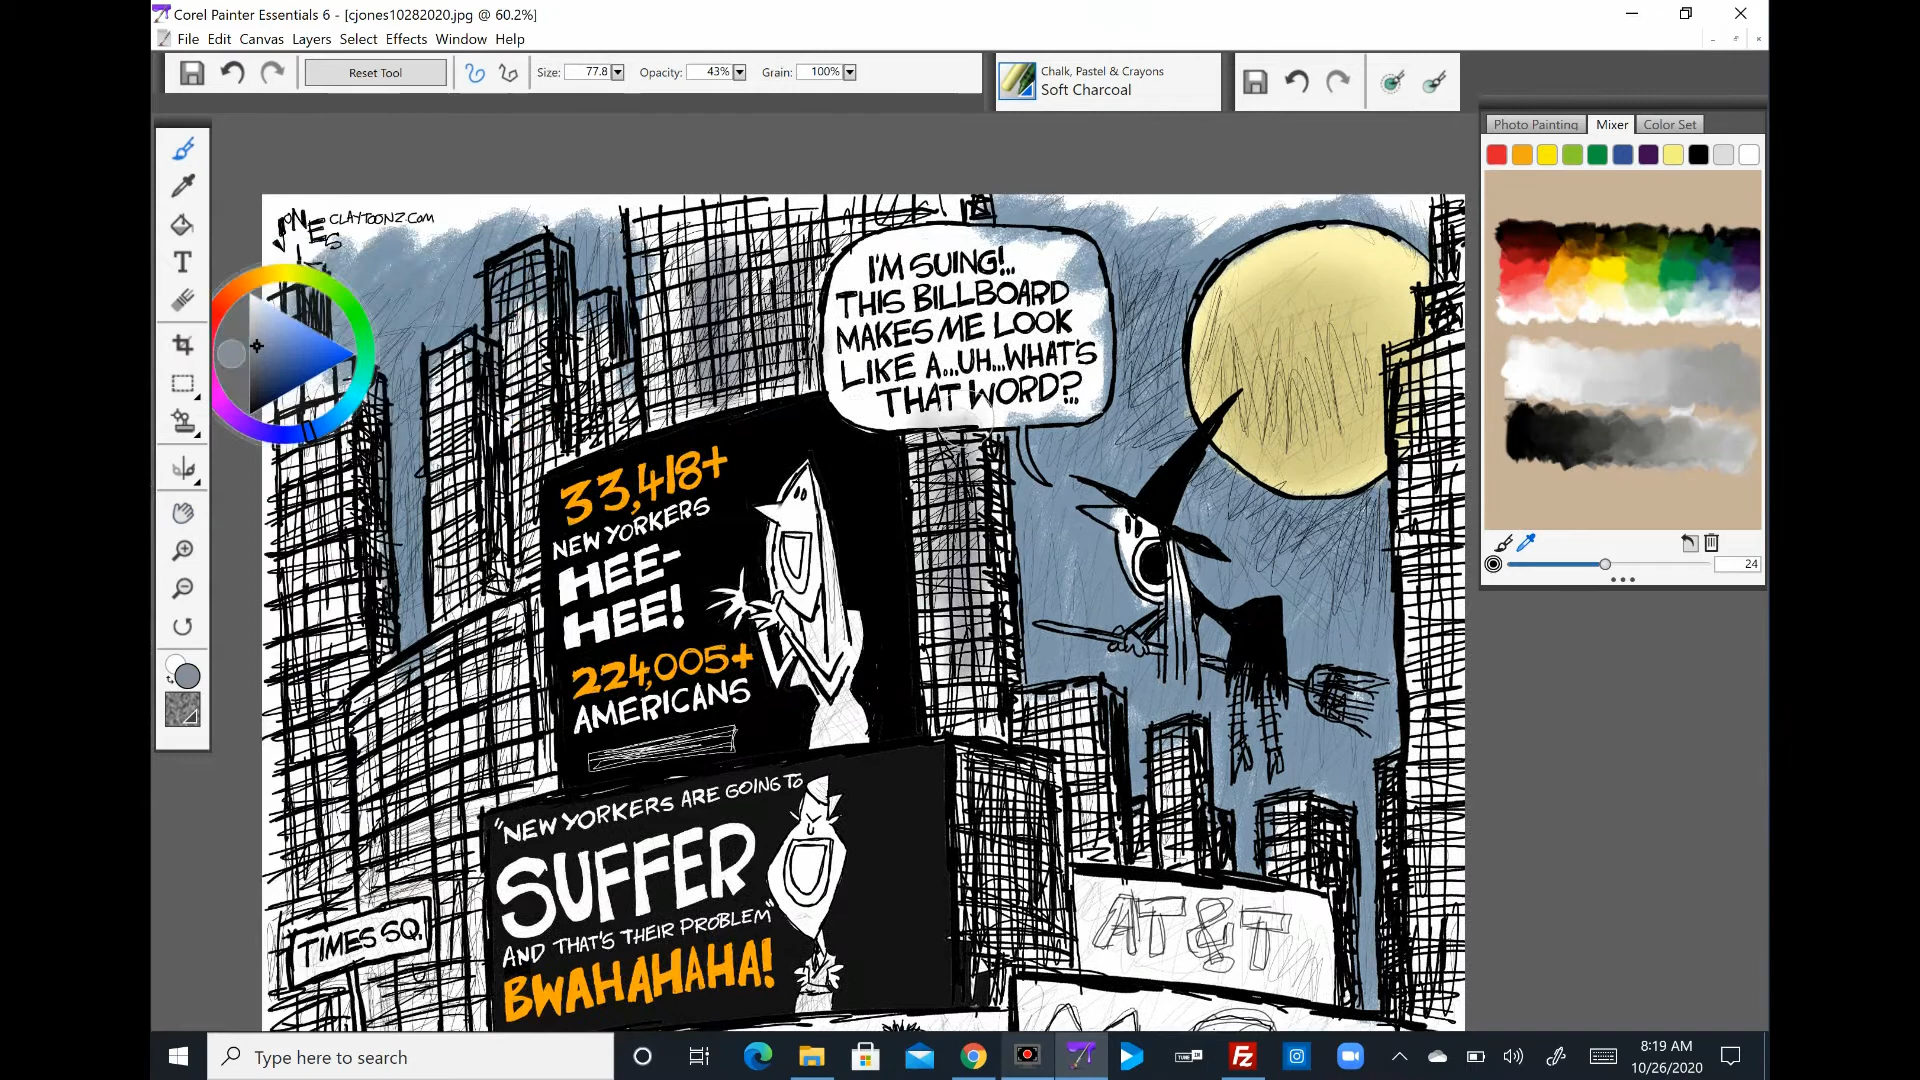 Corel Painter Essentials 6 - [cjones10282020.jpg @ 60.2%]
File Edit Canvas Layers Select Effects Window Help
Reset Tool
Size: 77.8
Opacity: 43%
Grain: 100%
Chalk, Pastel & Crayons
Soft Charcoal
Photo Painting Mixer Color Set
24
JONES CLAYTOONZ.COM
I'M SUING!..
THIS BILLBOARD
MAKES ME LOOK
LIKE A...UH...WHAT'S
THAT WORD?..
33,418+
NEW YORKERS
HEE-
HEE!
224,005+
AMERICANS
"NEW YORKERS ARE GOING TO
SUFFER
AND THAT'S THEIR PROBLEM"
BWAHAHAHA!
TIMES SQ.
AT&T
Type here to search
8:19 AM
10/26/2020